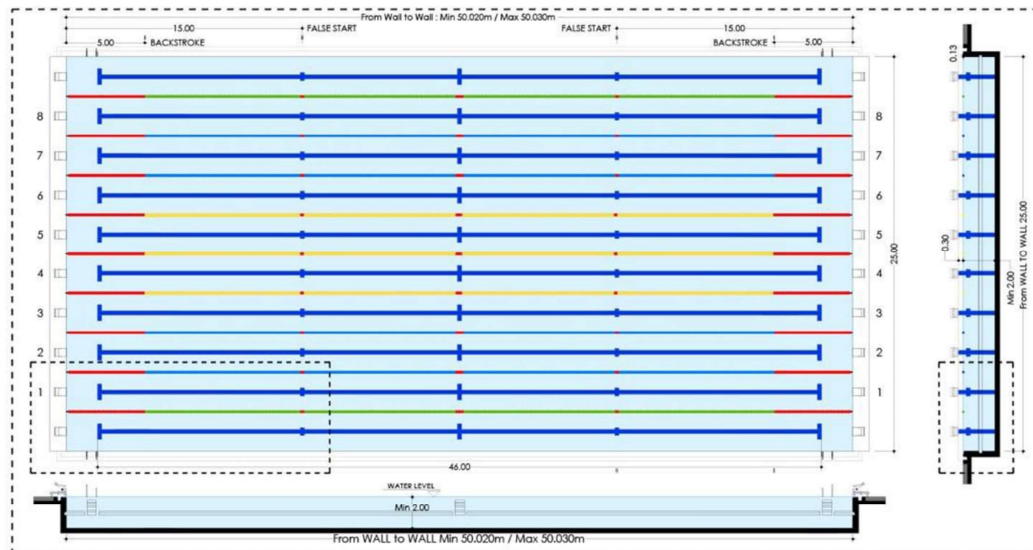 From Wall to Wall : Min 50.020m / Max 50.030m
15.00 FALSE START FALSE START 15.00
5.00 BACKSTROKE BACKSTROKE 5.00
0.13
8 8
7 7
6 6
5 5
4 4
3 3
2 2
1 1
25.00
0.30
Min 2.00
From WALL TO WALL 25.00
46.00
WATER LEVEL
Min 2.00
From WALL to WALL Min 50.020m / Max 50.030m